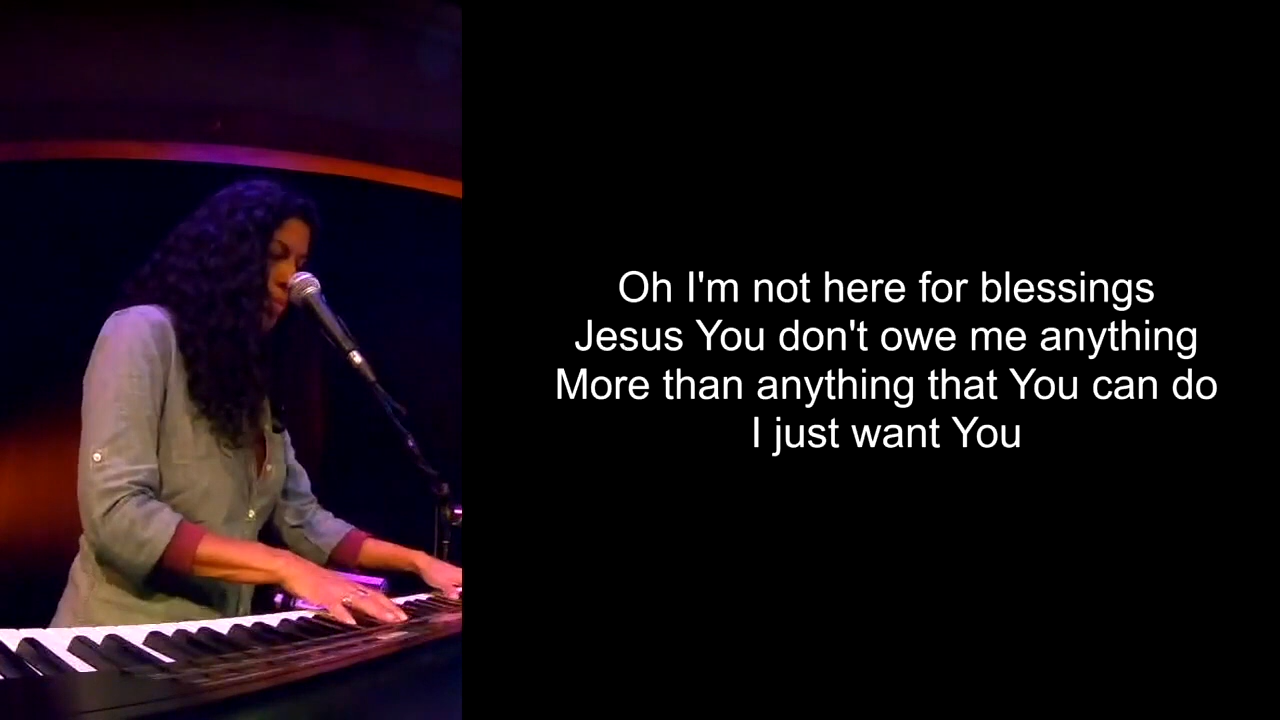 Oh I'm not here for blessings
Jesus You don't owe me anything
More than anything that You can do
I just want You